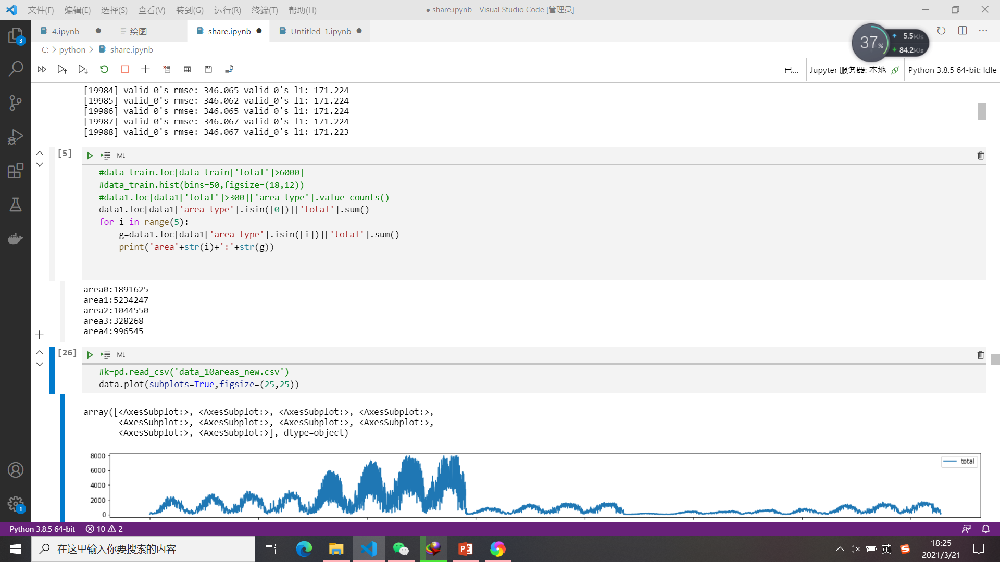 文件(F) 编辑(E) 选择(S) 查看(V) 转到(G) 运行(R) 终端(T) 帮助(H) ● share.ipynb - Visual Studio Code [管理员]
4.ipynb 绘图 share.ipynb Untitled-1.ipynb
37% 5.5K/s
84.2K/s
C: > python > share.ipynb
已... Jupyter 服务器: 本地 Python 3.8.5 64-bit: Idle
[19984] valid_0's rmse: 346.065 valid_0's l1: 171.224
[19985] valid_0's rmse: 346.062 valid_0's l1: 171.224
[19986] valid_0's rmse: 346.065 valid_0's l1: 171.224
[19987] valid_0's rmse: 346.067 valid_0's l1: 171.224
[19988] valid_0's rmse: 346.067 valid_0's l1: 171.223
[5] M↓
#data_train.loc[data_train['total']>6000]
#data_train.hist(bins=50,figsize=(18,12))
#data1.loc[data1['total']>300]['area_type'].value_counts()
data1.loc[data1['area_type'].isin([0])]['total'].sum()
for i in range(5):
    g=data1.loc[data1['area_type'].isin([i])]['total'].sum()
    print('area'+str(i)+':'+str(g))
area0:1891625
area1:5234247
area2:1044550
area3:328268
area4:996545
[26] M↓
#k=pd.read_csv('data_10areas_new.csv')
data.plot(subplots=True,figsize=(25,25))
array([<AxesSubplot:>, <AxesSubplot:>, <AxesSubplot:>, <AxesSubplot:>,
       <AxesSubplot:>, <AxesSubplot:>, <AxesSubplot:>, <AxesSubplot:>,
       <AxesSubplot:>, <AxesSubplot:>], dtype=object)
8000
6000
4000
2000
0
total
3
1
Python 3.8.5 64-bit 10 2
在这里输入你要搜索的内容
英
18:25
2021/3/21